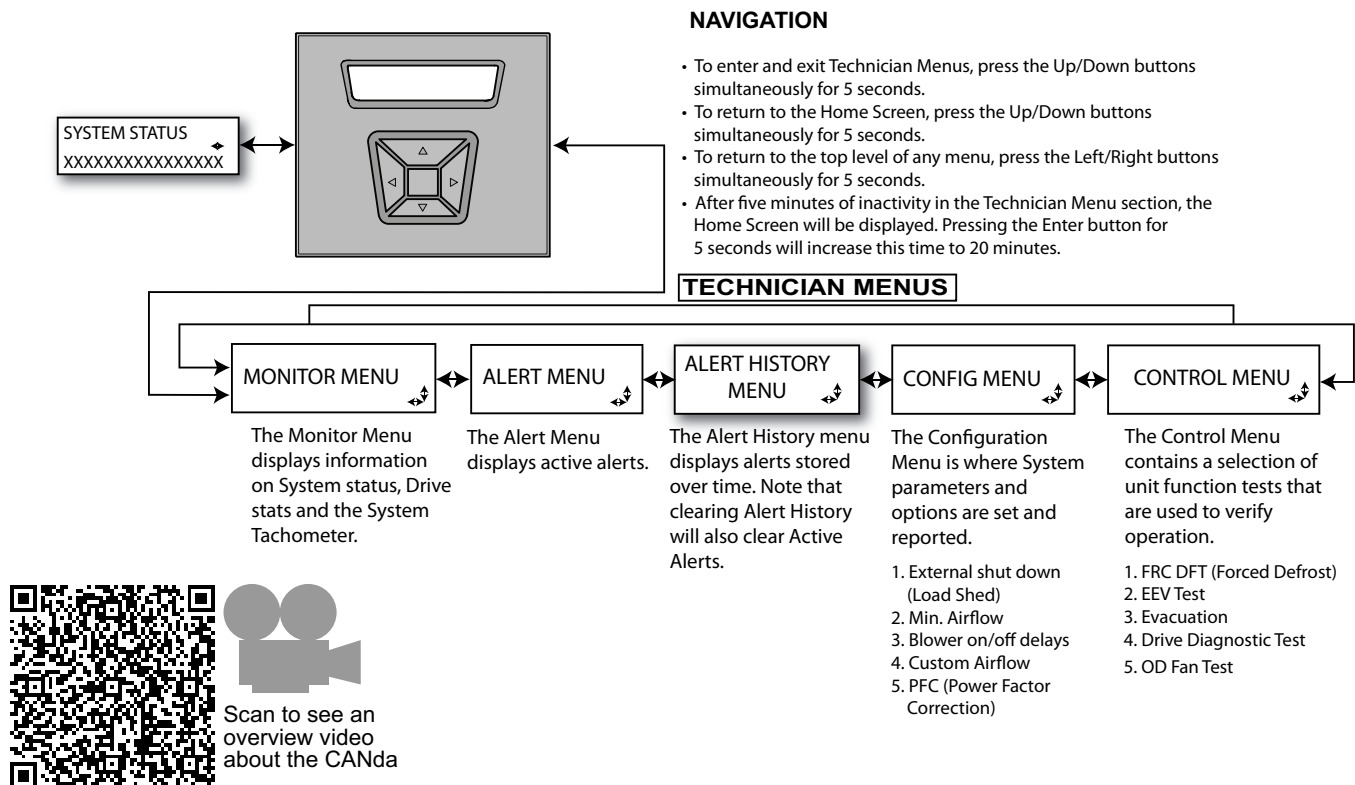 NAVIGATION
• To enter and exit Technician Menus, press the Up/Down buttons
simultaneously for 5 seconds.
• To return to the Home Screen, press the Up/Down buttons
simultaneously for 5 seconds.
• To return to the top level of any menu, press the Left/Right buttons
simultaneously for 5 seconds.
• After five minutes of inactivity in the Technician Menu section, the
Home Screen will be displayed. Pressing the Enter button for
5 seconds will increase this time to 20 minutes.
SYSTEM STATUS
XXXXXXXXXXXXXXXX
TECHNICIAN MENUS
MONITOR MENU
The Monitor Menu
displays information
on System status, Drive
stats and the System
Tachometer.
ALERT MENU
The Alert Menu
displays active alerts.
ALERT HISTORY
MENU
The Alert History menu
displays alerts stored
over time. Note that
clearing Alert History
will also clear Active
Alerts.
CONFIG MENU
The Configuration
Menu is where System
parameters and
options are set and
reported.
1. External shut down
(Load Shed)
2. Min. Airflow
3. Blower on/off delays
4. Custom Airflow
5. PFC (Power Factor
Correction)
CONTROL MENU
The Control Menu
contains a selection of
unit function tests that
are used to verify
operation.
1. FRC DFT (Forced Defrost)
2. EEV Test
3. Evacuation
4. Drive Diagnostic Test
5. OD Fan Test
Scan to see an
overview video
about the CANda